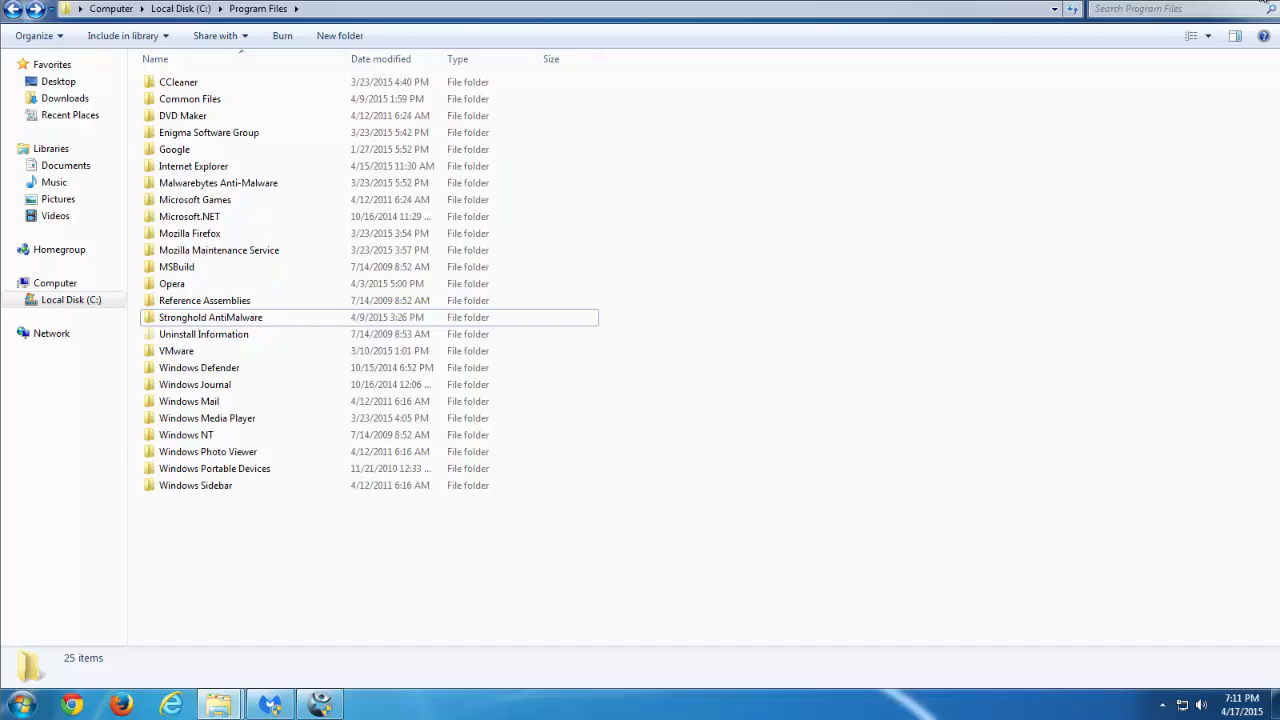 Computer Local Disk (C:) Program Files Search Program Files
Organize Include in library Share with Burn New folder
Name Date modified Type Size
Favorites
Desktop
Downloads
Recent Places
Libraries
Documents
Music
Pictures
Videos
Homegroup
Computer
Local Disk (C:)
Network
CCleaner 3/23/2015 4:40 PM File folder
Common Files 4/9/2015 1:59 PM File folder
DVD Maker 4/12/2011 6:24 AM File folder
Enigma Software Group 3/23/2015 5:42 PM File folder
Google 1/27/2015 5:52 PM File folder
Internet Explorer 4/15/2015 11:30 AM File folder
Malwarebytes Anti-Malware 3/23/2015 5:52 PM File folder
Microsoft Games 4/12/2011 6:24 AM File folder
Microsoft.NET 10/16/2014 11:29 ... File folder
Mozilla Firefox 3/23/2015 3:54 PM File folder
Mozilla Maintenance Service 3/23/2015 3:57 PM File folder
MSBuild 7/14/2009 8:52 AM File folder
Opera 4/3/2015 5:00 PM File folder
Reference Assemblies 7/14/2009 8:52 AM File folder
Stronghold AntiMalware 4/9/2015 3:26 PM File folder
Uninstall Information 7/14/2009 8:53 AM File folder
VMware 3/10/2015 1:01 PM File folder
Windows Defender 10/15/2014 6:52 PM File folder
Windows Journal 10/16/2014 12:06 ... File folder
Windows Mail 4/12/2011 6:16 AM File folder
Windows Media Player 3/23/2015 4:05 PM File folder
Windows NT 7/14/2009 8:52 AM File folder
Windows Photo Viewer 4/12/2011 6:16 AM File folder
Windows Portable Devices 11/21/2010 12:33 ... File folder
Windows Sidebar 4/12/2011 6:16 AM File folder
25 items
7:11 PM
4/17/2015